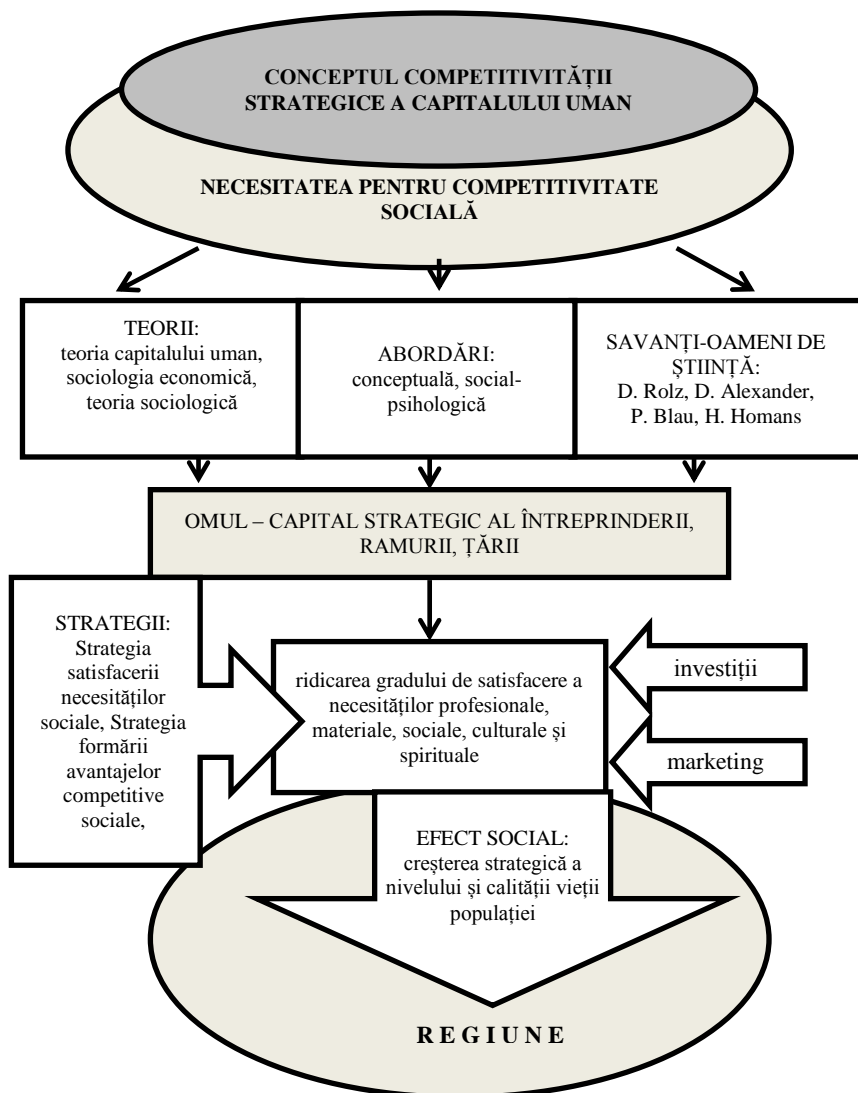 CONCEPTUL COMPETITIVITĂȚII
STRATEGICE A CAPITALULUI UMAN
NECESITATEA PENTRU COMPETITIVITATE
SOCIALĂ
TEORII:
teoria capitalului uman,
sociologia economică,
teoria sociologică
ABORDĂRI:
conceptuală, social-
psihologică
SAVANȚI-OAMENI DE
ȘTIINȚĂ:
D. Rolz, D. Alexander,
P. Blau, H. Homans
OMUL – CAPITAL STRATEGIC AL ÎNTREPRINDERII,
RAMURII, ȚĂRII
STRATEGII:
Strategia
satisfacerii
necesităților
sociale, Strategia
formării
avantajelor
competitive
sociale,
ridicarea gradului de satisfacere a
necesităților profesionale,
materiale, sociale, culturale și
spirituale
investiții
marketing
EFECT SOCIAL:
creșterea strategică a
nivelului și calității vieții
populației
R E G I U N E